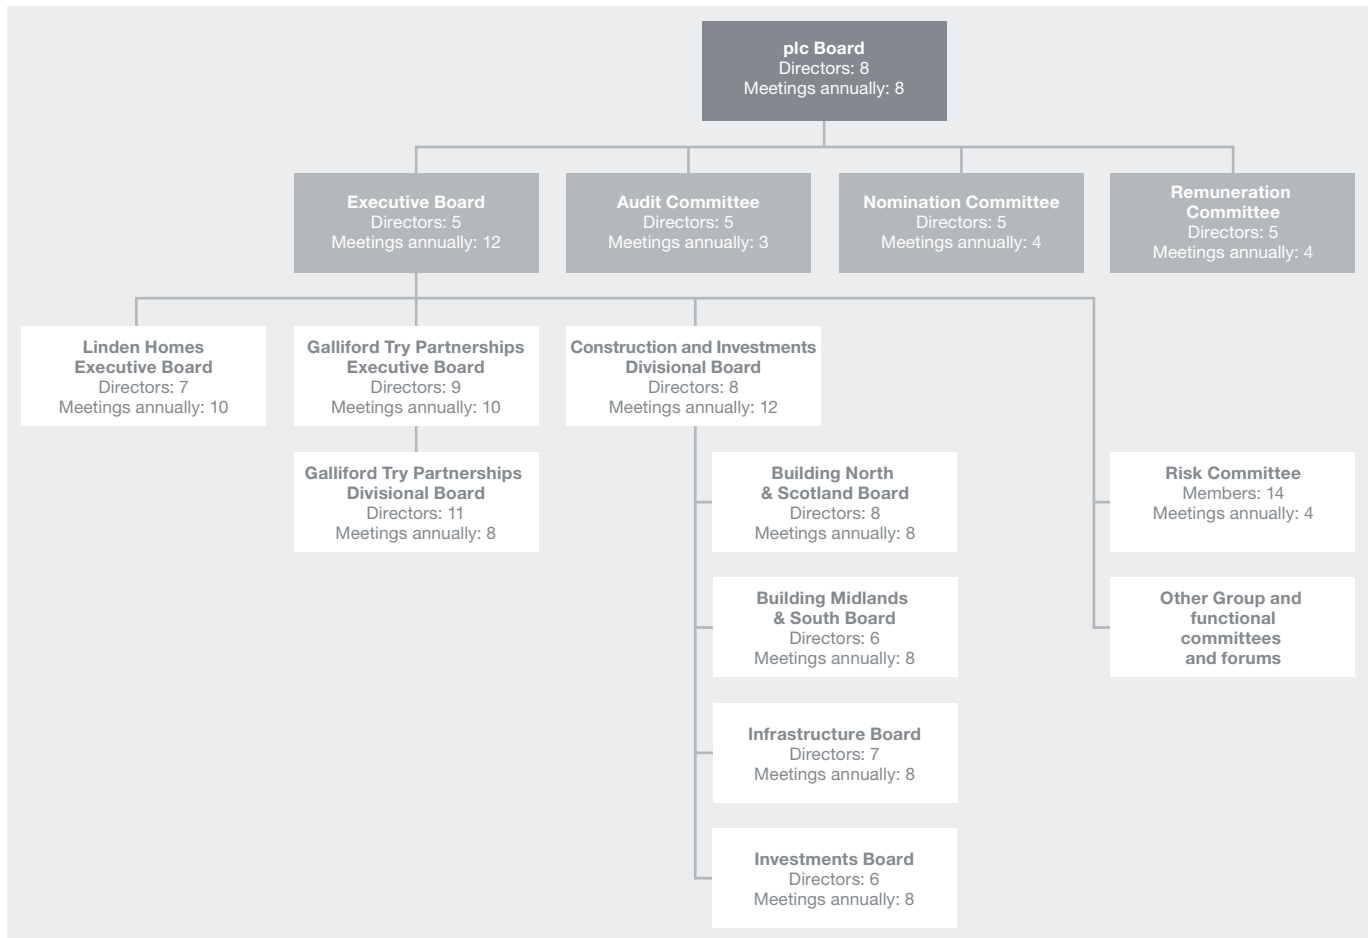 plc Board
Directors: 8
Meetings annually: 8
Executive Board
Directors: 5
Meetings annually: 12
Audit Committee
Directors: 5
Meetings annually: 3
Nomination Committee
Directors: 5
Meetings annually: 4
Remuneration
Committee
Directors: 5
Meetings annually: 4
Linden Homes
Executive Board
Directors: 7
Meetings annually: 10
Galliford Try Partnerships
Executive Board
Directors: 9
Meetings annually: 10
Construction and Investments
Divisional Board
Directors: 8
Meetings annually: 12
Galliford Try Partnerships
Divisional Board
Directors: 11
Meetings annually: 8
Building North
& Scotland Board
Directors: 8
Meetings annually: 8
Risk Committee
Members: 14
Meetings annually: 4
Building Midlands
& South Board
Directors: 6
Meetings annually: 8
Other Group and
functional
committees
and forums
Infrastructure Board
Directors: 7
Meetings annually: 8
Investments Board
Directors: 6
Meetings annually: 8